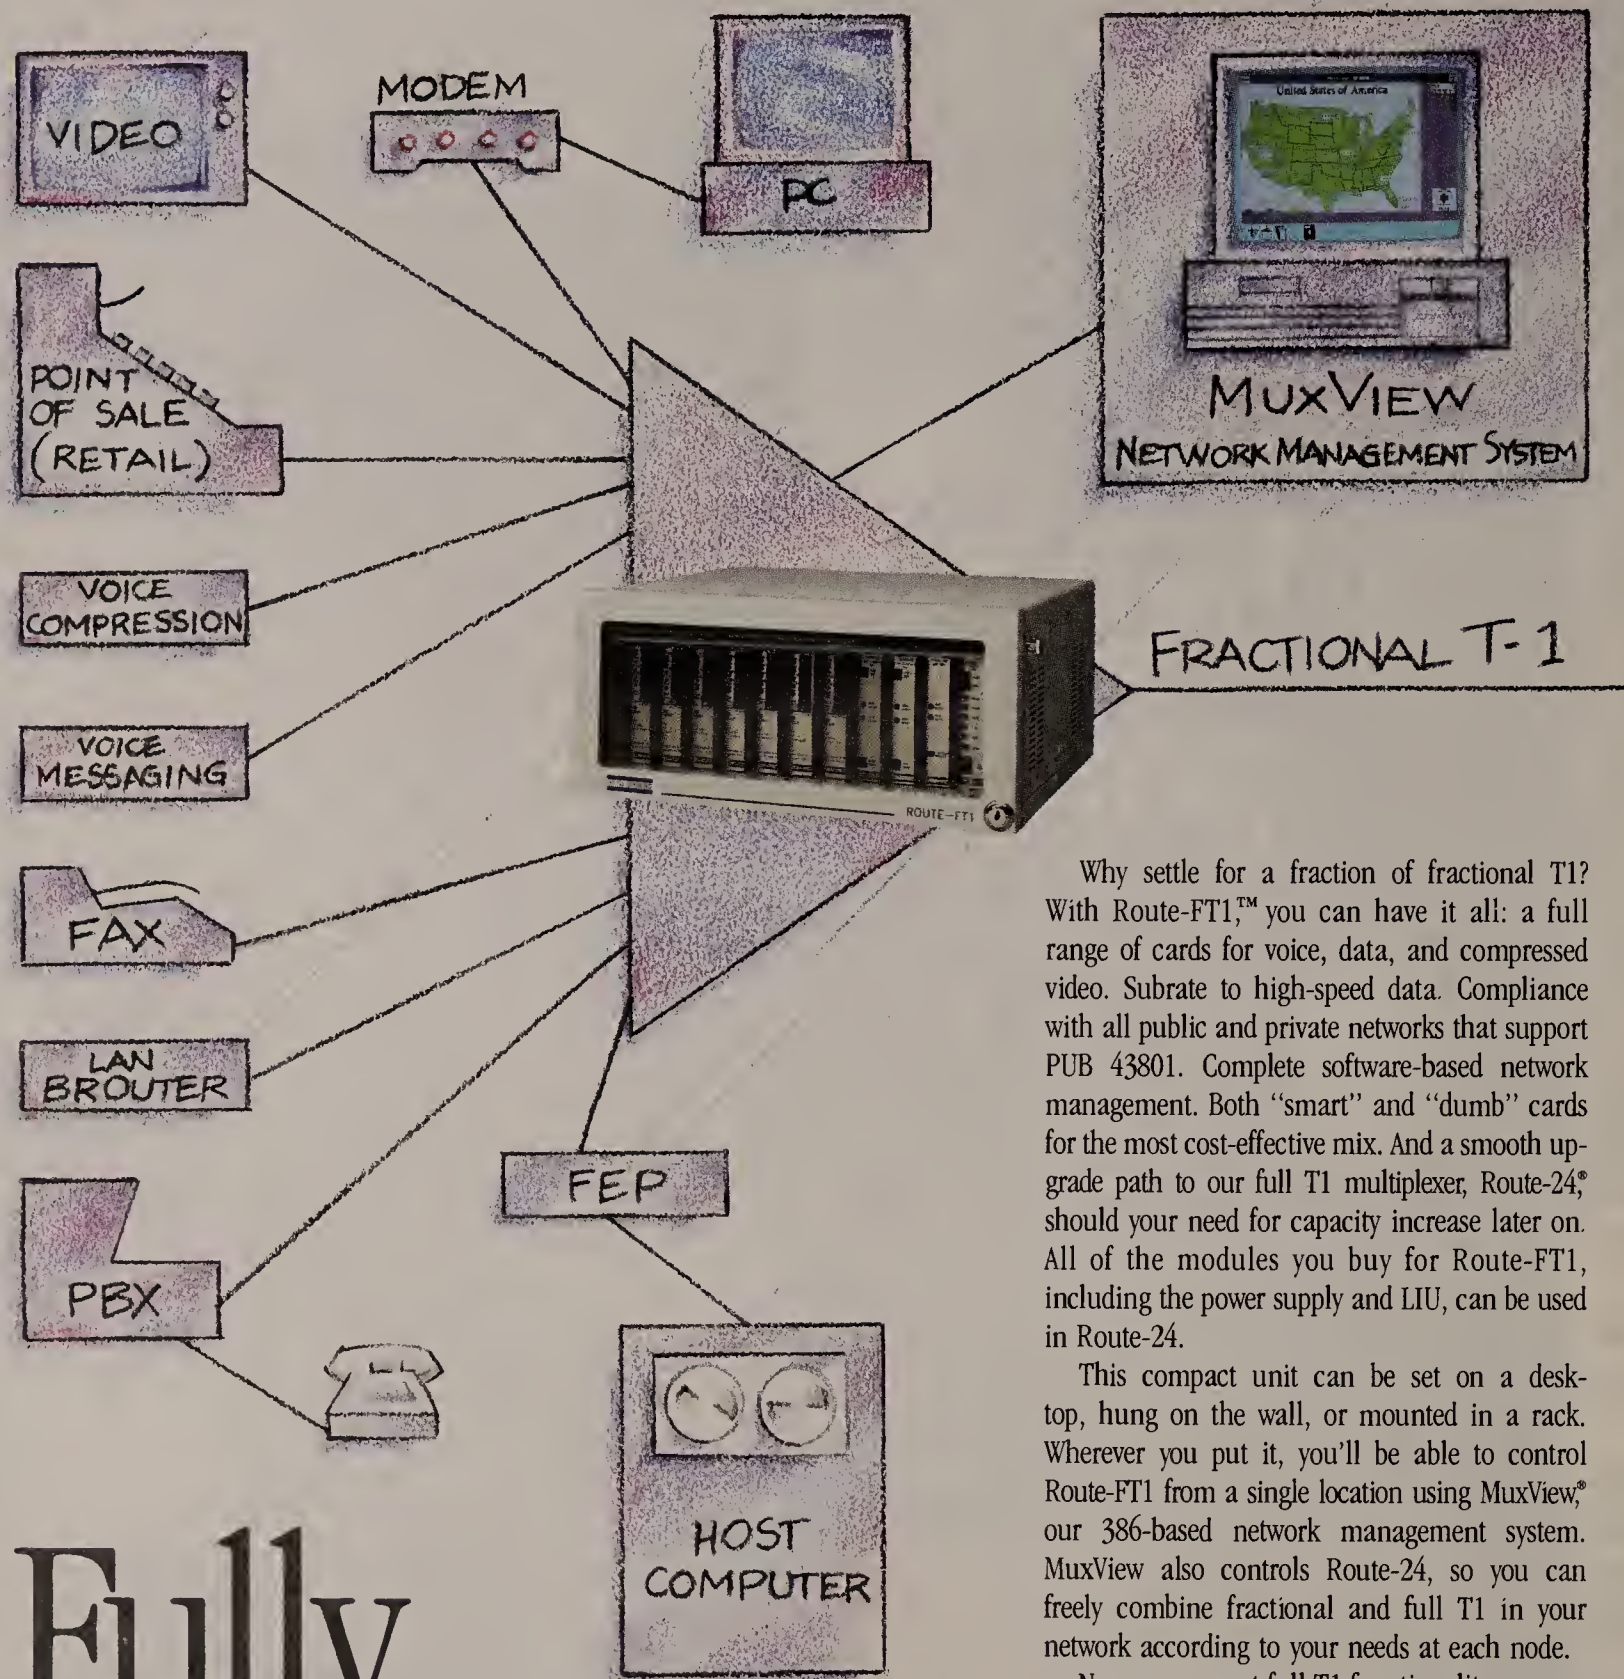 VIDEO
MODEM
PC
United States of America
MUXVIEW
NETWORK MANAGEMENT SYSTEM
POINT
OF SALE
(RETAIL)
VOICE
COMPRESSION
VOICE
MESSAGING
FAX
LAN
BROUTER
PBX
FEP
HOST
COMPUTER
ROUTE-FT1
FRACTIONAL T-1
Why settle for a fraction of fractional T1?
With Route-FT1,™ you can have it all: a full
range of cards for voice, data, and compressed
video. Subrate to high-speed data. Compliance
with all public and private networks that support
PUB 43801. Complete software-based network
management. Both “smart” and “dumb” cards
for the most cost-effective mix. And a smooth up-
grade path to our full T1 multiplexer, Route-24,®
should your need for capacity increase later on.
All of the modules you buy for Route-FT1,
including the power supply and LIU, can be used
in Route-24.
This compact unit can be set on a desk-
top, hung on the wall, or mounted in a rack.
Wherever you put it, you’ll be able to control
Route-FT1 from a single location using MuxView,®
our 386-based network management system.
MuxView also controls Route-24, so you can
freely combine fractional and full T1 in your
network according to your needs at each node.
Fully